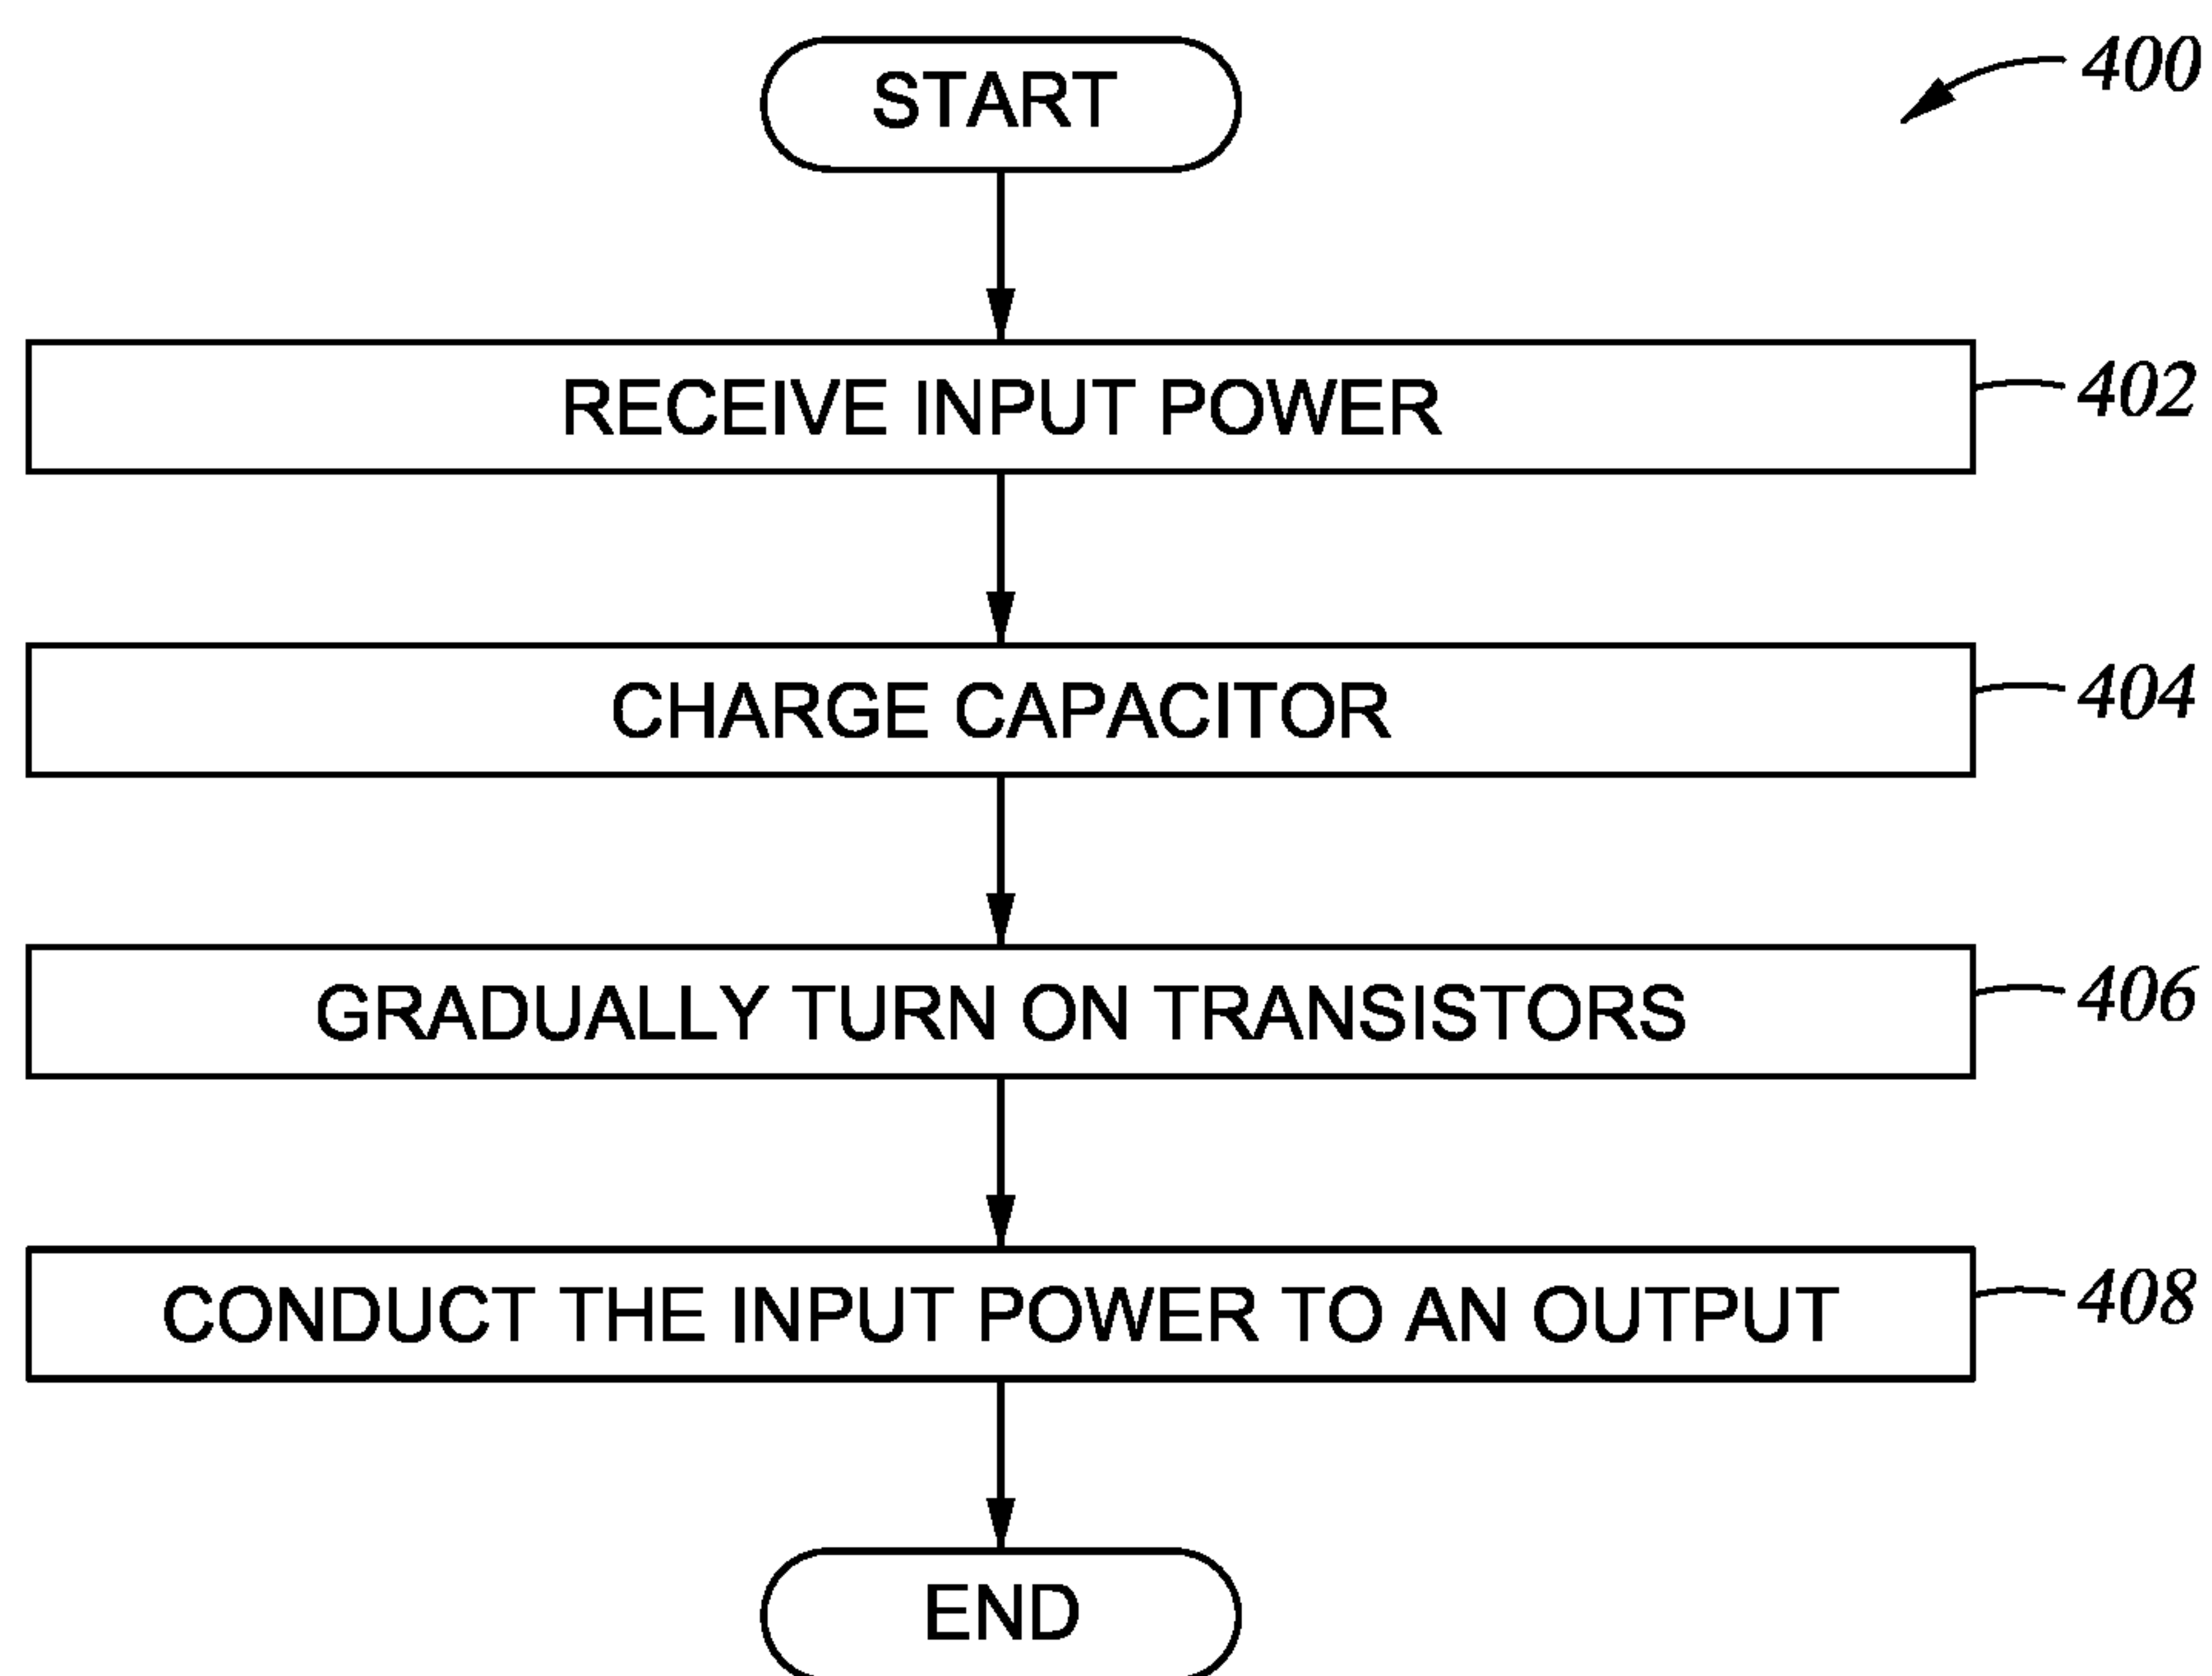 START
400
RECEIVE INPUT POWER
402
CHARGE CAPACITOR
404
GRADUALLY TURN ON TRANSISTORS
406
CONDUCT THE INPUT POWER TO AN OUTPUT
408
END